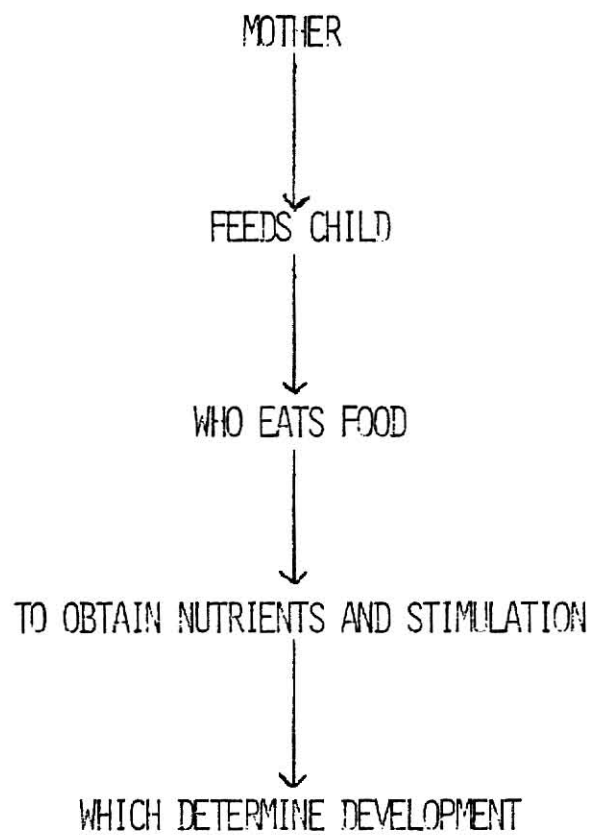 MOTHER
FEEDS CHILD
WHO EATS FOOD
TO OBTAIN NUTRIENTS AND STIMULATION
WHICH DETERMINE DEVELOPMENT